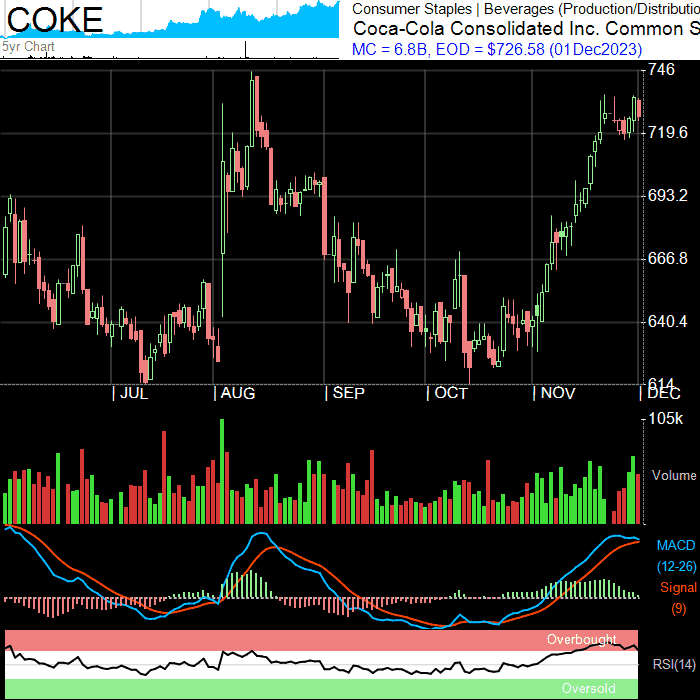 COKE
5yr Chart
Consumer Staples | Beverages (Production/Distributio
Coca-Cola Consolidated Inc. Common S
MC = 6.8B, EOD = $726.58 (01Dec2023)
746
719.6
693.2
666.8
640.4
614
JUL AUG SEP OCT NOV DEC
105k
Volume
MACD
(12-26)
Signal
(9)
Overbought
RSI(14)
Oversold